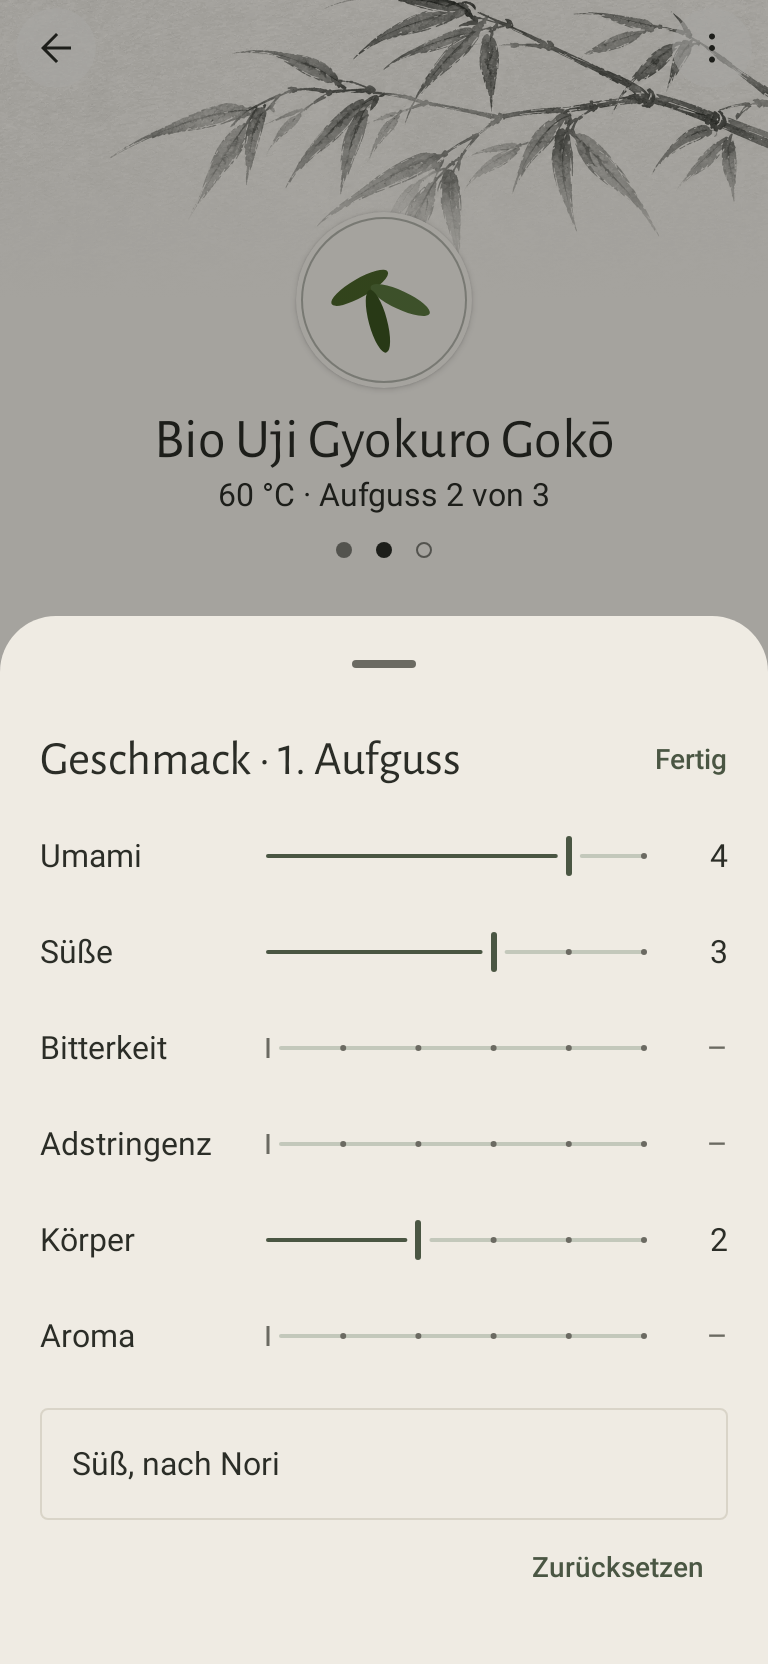 Bio Uji Gyokuro Gokō
60 °C · Aufguss 2 von 3
Geschmack · 1. Aufguss
Fertig
Umami 4
Süße 3
Bitterkeit –
Adstringenz –
Körper 2
Aroma –
Süß, nach Nori
Zurücksetzen